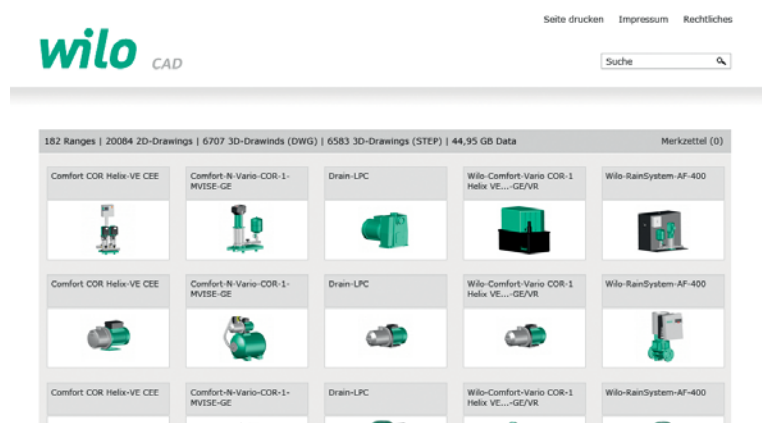 Seite drucken Impressum Rechtliches
wilo CAD
Suche
182 Ranges | 20084 2D-Drawings | 6707 3D-Drawinds (DWG) | 6583 3D-Drawings (STEP) | 44,95 GB Data Merkzettel (0)
Comfort COR Helix-VE CEE Comfort-N-Vario-COR-1- Drain-LPC Wilo-Comfort-Vario COR-1 Wilo-RainSystem-AF-400
MVISE-GE Helix VE...-GE/VR
Comfort COR Helix-VE CEE Comfort-N-Vario-COR-1- Drain-LPC Wilo-Comfort-Vario COR-1 Wilo-RainSystem-AF-400
MVISE-GE Helix VE...-GE/VR
Comfort COR Helix-VE CEE Comfort-N-Vario-COR-1- Drain-LPC Wilo-Comfort-Vario COR-1 Wilo-RainSystem-AF-400
MVISE-GE Helix VE...-GE/VR